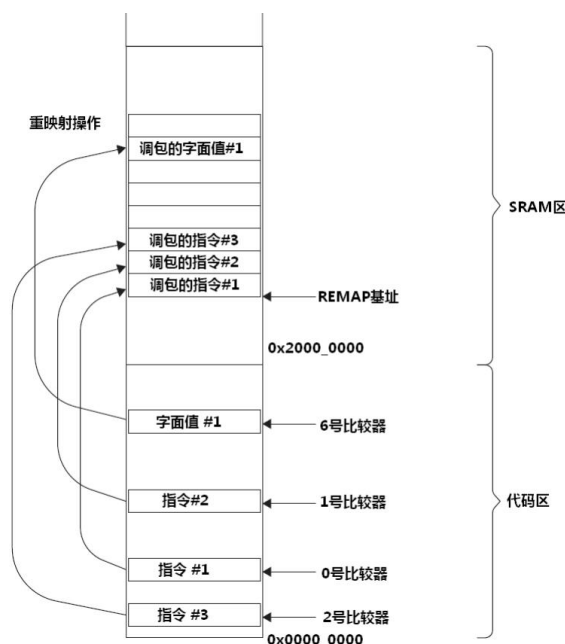 重映射操作
调包的字面值#1
SRAM区
调包的指令#3
调包的指令#2
调包的指令#1
REMAP基址
0x2000_0000
字面值 #1
6号比较器
指令#2
1号比较器
代码区
指令 #1
0号比较器
指令 #3
2号比较器
0x0000_0000